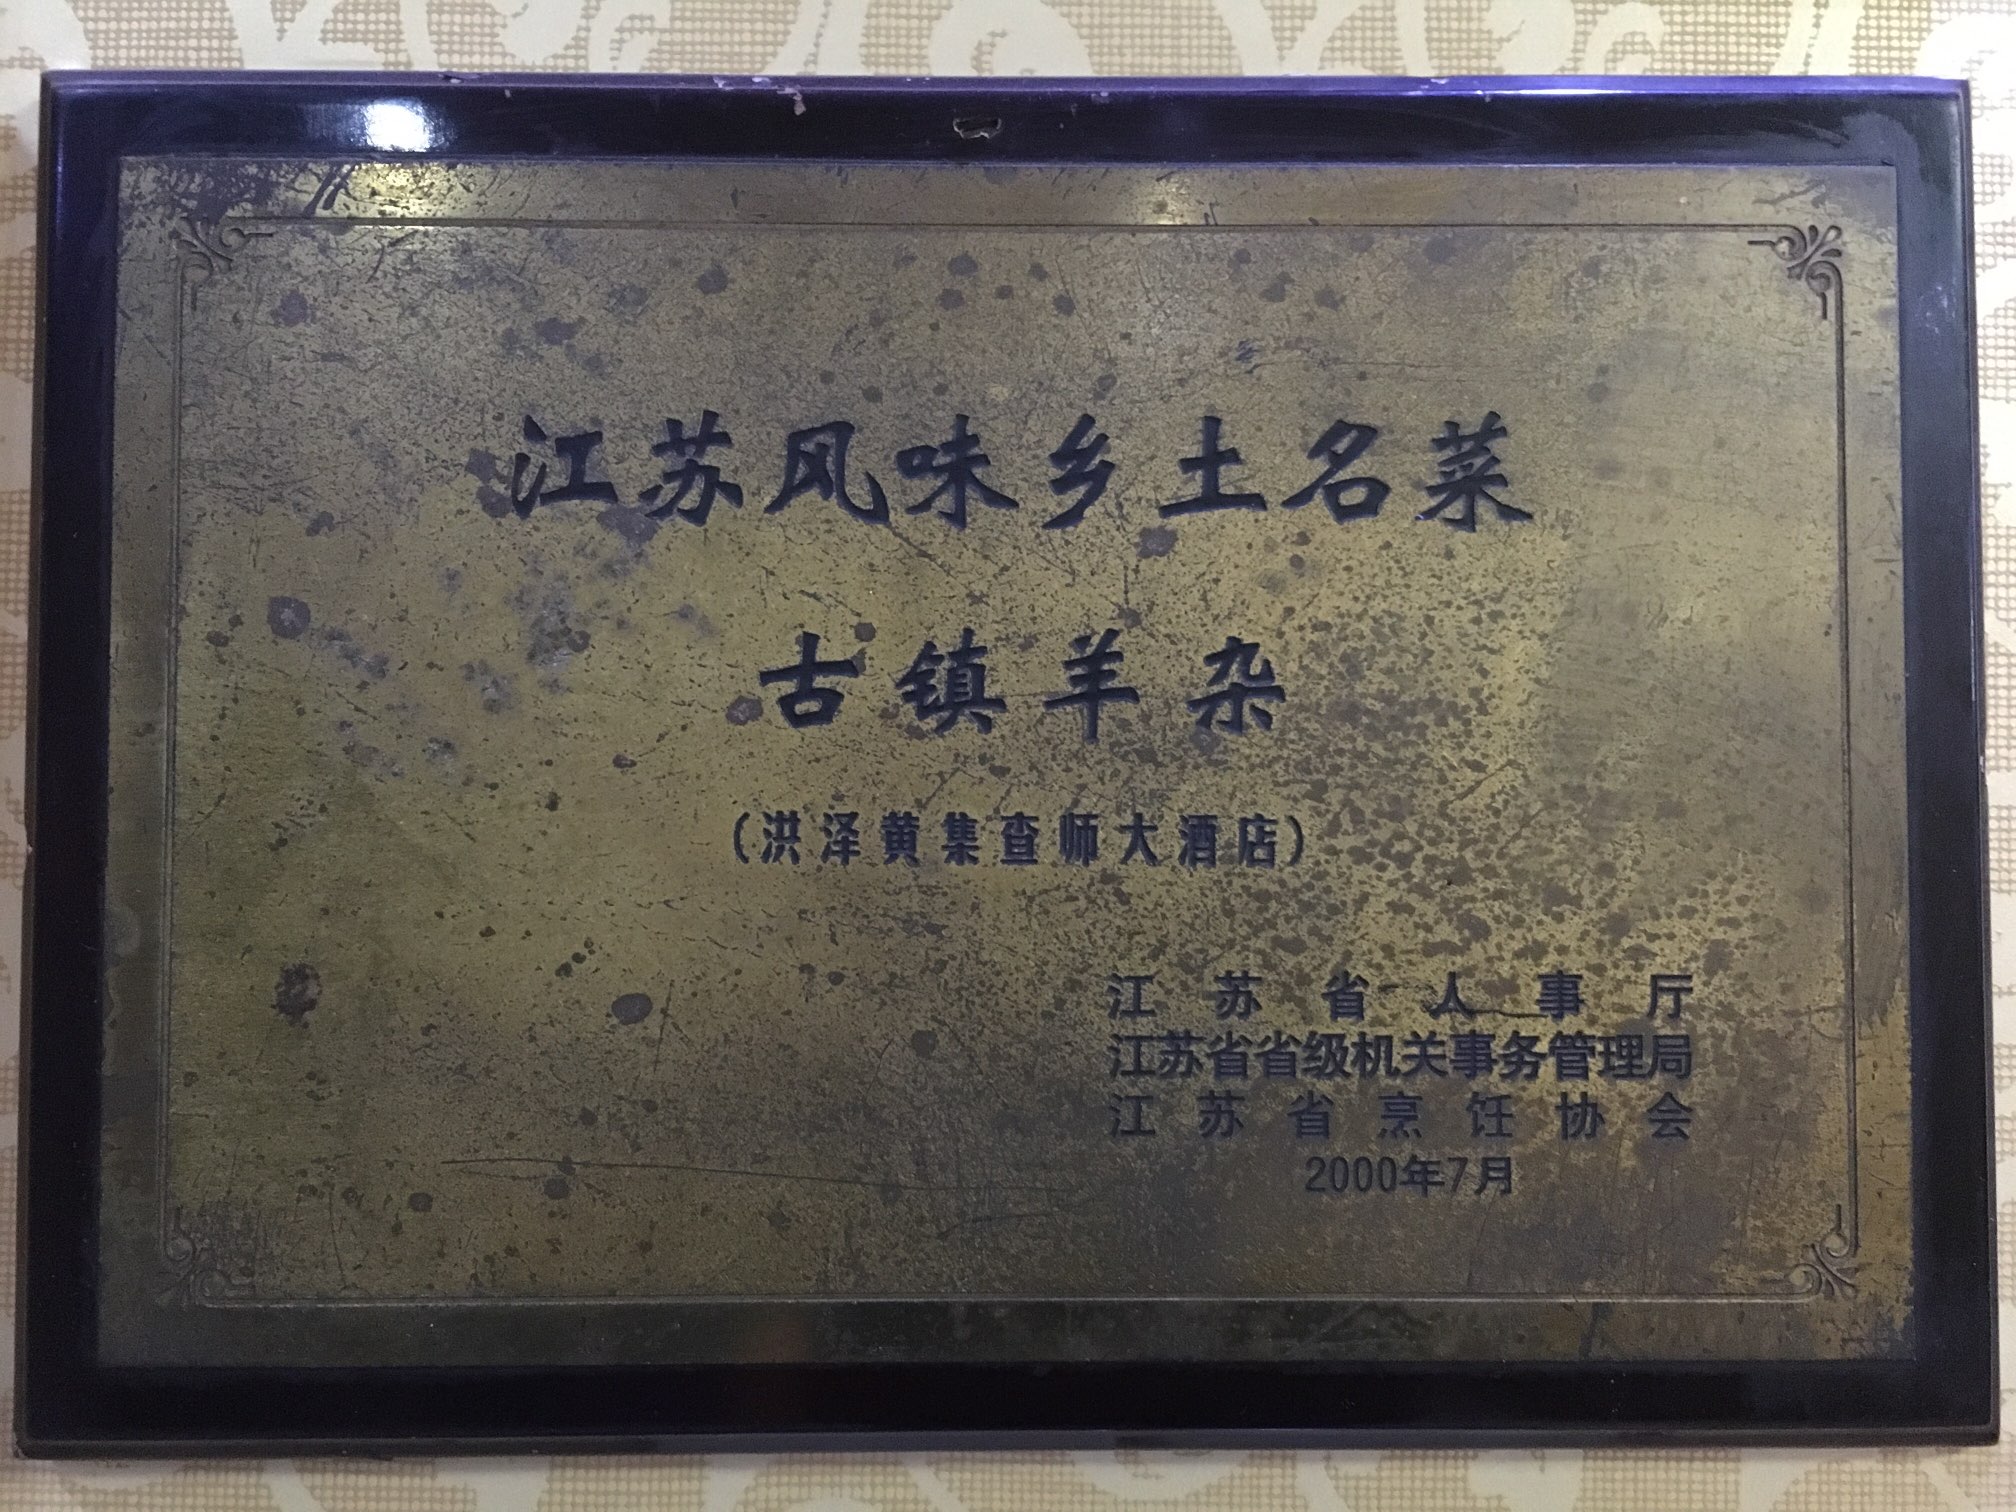 江苏风味乡土名菜
古镇羊杂
(洪泽黄集查师大酒店)
江苏省人事厅
江苏省省级机关事务管理局
江苏省烹饪协会
2000年7月